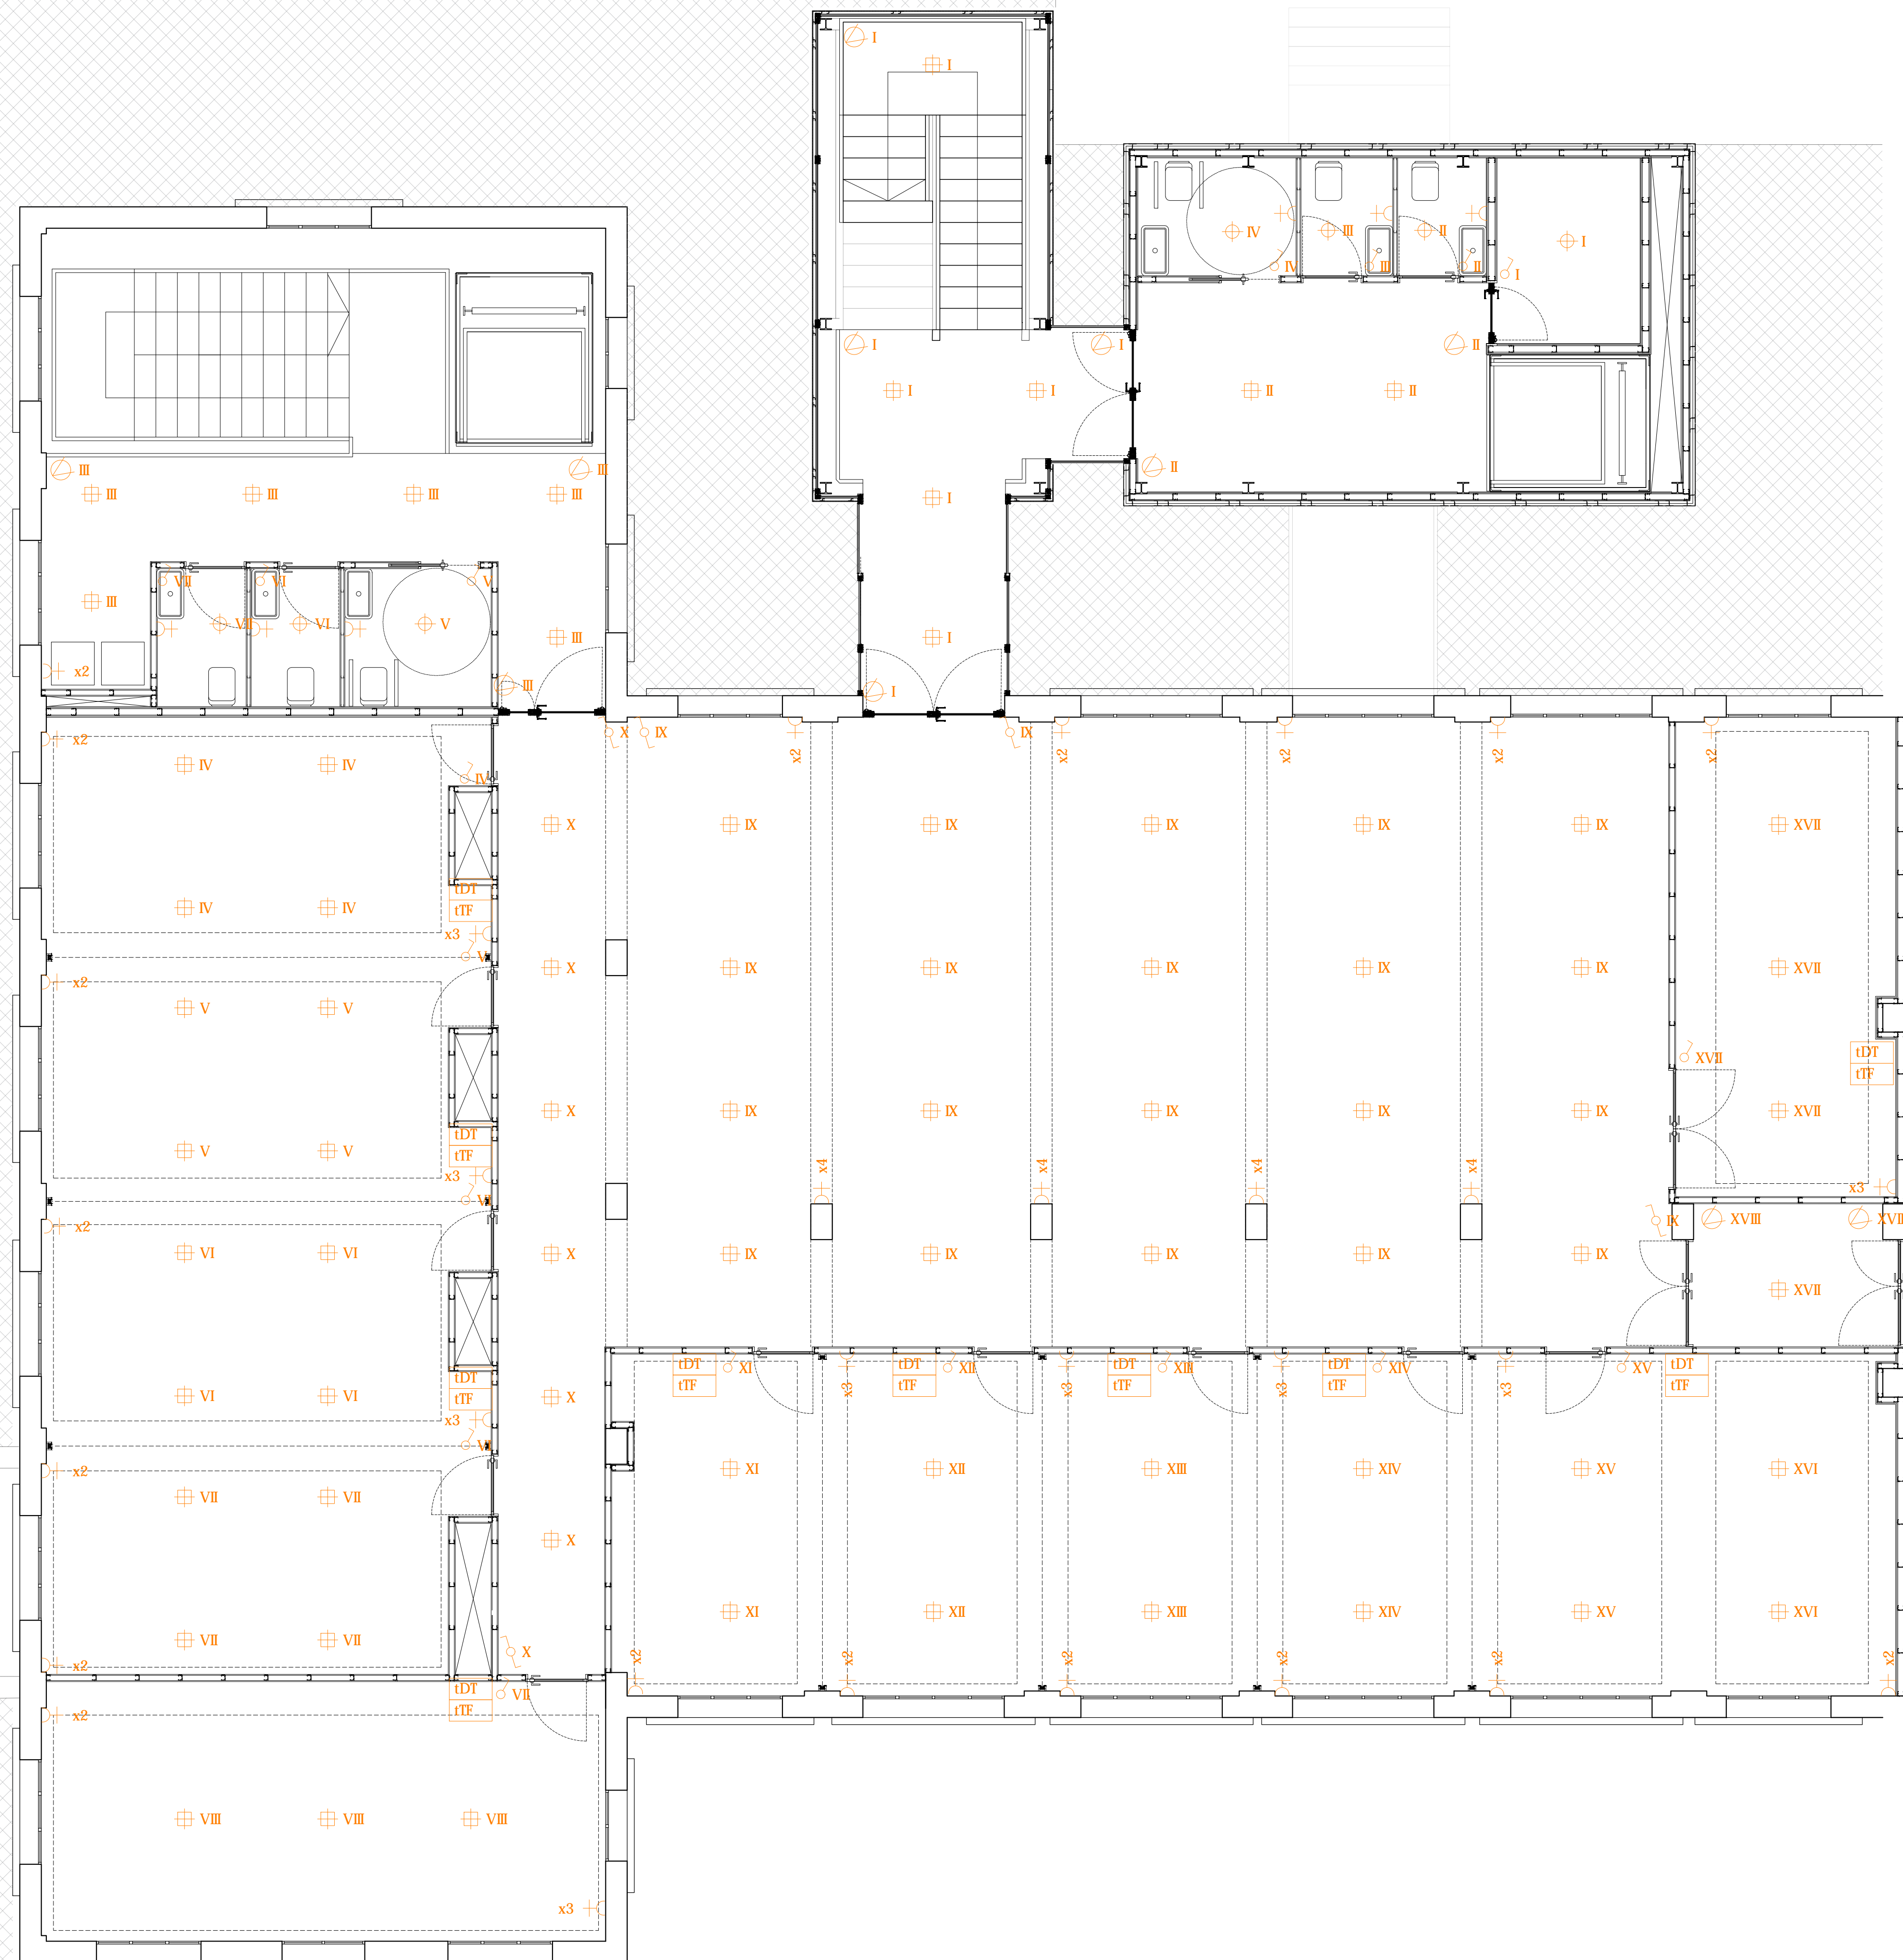 I
I
IV III II I
IV III II I
I I II
I I II II
III III II
III III III III I
VII VI V
III VII VI V III I
x2
III I
X IX IX
x2 x2 x2 x2 x2 x2
IV IV
IV
X IX IX IX IX IX XVII
tDT
IV IV
tTF
x3
V
X IX IX IX IX IX XVII
x2
V V
XVII
tDT
tTF
X IX IX IX IX IX XVII
tDT
V V
tTF
x4 x4 x4 x4
x3
x3
IX XVIII
x2
VI VI X IX IX IX IX IX
XVII
tDT tDT tDT tDT tDT tDT
XI XII XIII XIV XV
tDT
tTF tTF tTF tTF tTF tTF
x3 x3 x3 x3
VI VI X
tTF
x3
x2
XI XII XIII XIV XV XVI
VII VII
X
XI XII XIII XIV XV XVI
VII VII
X
x2 x2 x2 x2 x2 x2
x2
tDT
VII
tTF
x2
VIII VIII VIII
x3